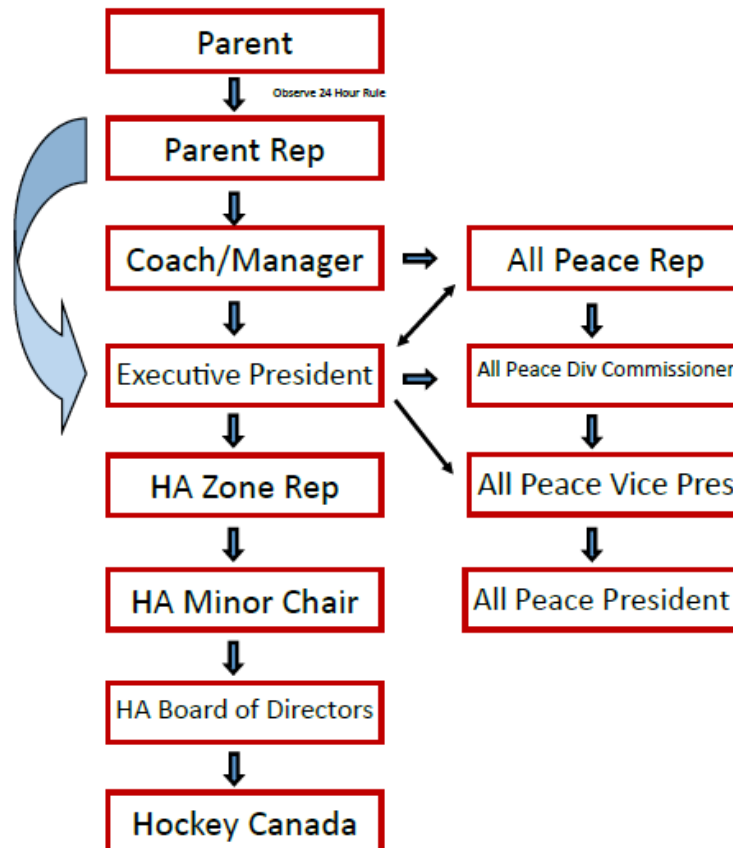 Parent
Observe 24 Hour Rule
Parent Rep
Coach/Manager
All Peace Rep
Executive President
All Peace Div Commissioner
HA Zone Rep
All Peace Vice Pres
HA Minor Chair
All Peace President
HA Board of Directors
Hockey Canada